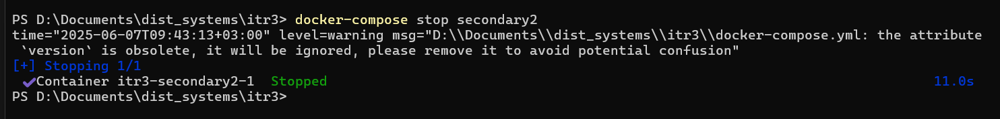 PS D:\Documents\dist_systems\itr3> docker-compose stop secondary2
time="2025-06-07T09:43:13+03:00" level=warning msg="D:\\Documents\\dist_systems\\itr3\\docker-compose.yml: the attribute
`version` is obsolete, it will be ignored, please remove it to avoid potential confusion"
[+] Stopping 1/1
✔Container itr3-secondary2-1  Stopped 11.0s
PS D:\Documents\dist_systems\itr3>